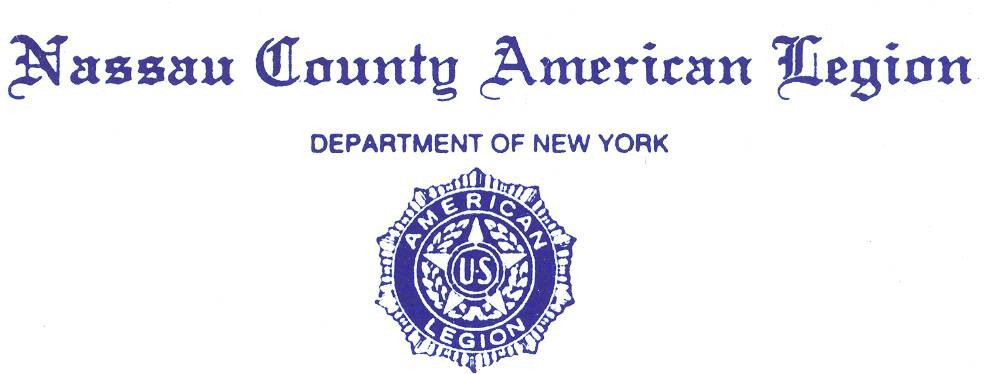 Nassau County American Legion
DEPARTMENT OF NEW YORK
AMERICAN
U·S
LEGION